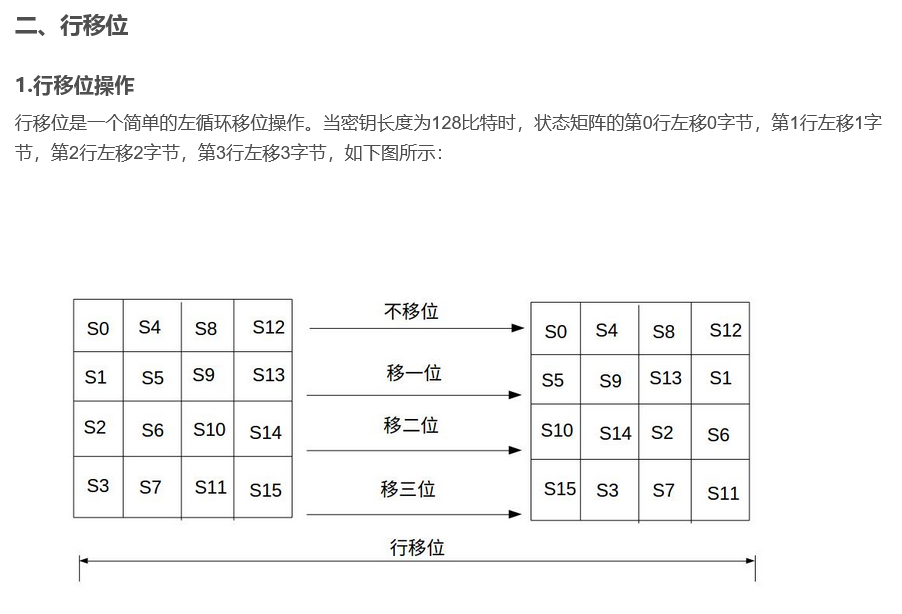 二、行移位
1.行移位操作
行移位是一个简单的左循环移位操作。当密钥长度为128比特时，状态矩阵的第0行左移0字节，第1行左移1字
节，第2行左移2字节，第3行左移3字节，如下图所示：
S0 S4 S8 S12 不移位 S0 S4 S8 S12
S1 S5 S9 S13 移一位 S5 S9 S13 S1
S2 S6 S10 S14 移二位 S10 S14 S2 S6
S3 S7 S11 S15 移三位 S15 S3 S7 S11
行移位